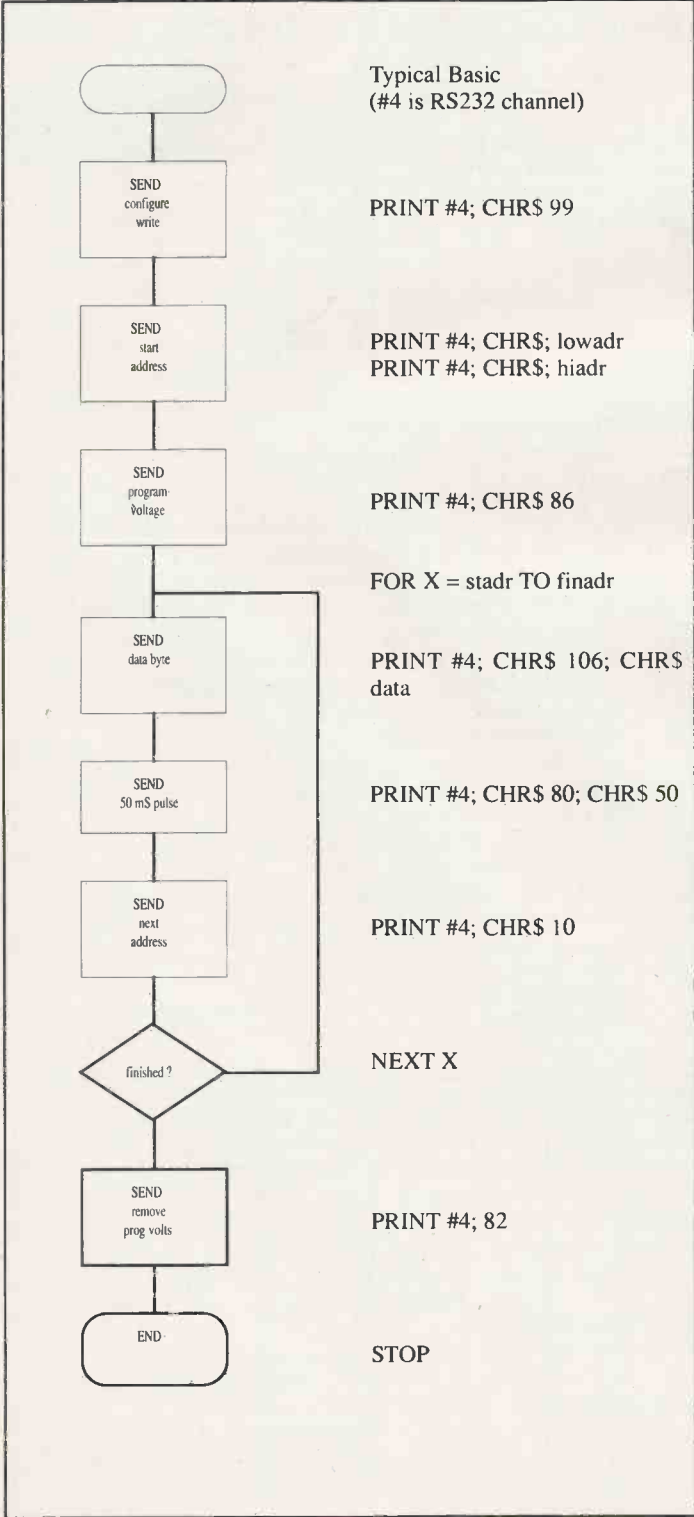 Typical Basic
(#4 is RS232 channel)
SEND
configure
write
PRINT #4; CHR$ 99
SEND
start
address
PRINT #4; CHR$; lowadr
PRINT #4; CHR$; hiadr
SEND
program
Voltage
PRINT #4; CHR$ 86
FOR X = stadr TO finadr
SEND
data byte
PRINT #4; CHR$ 106; CHR$
data
SEND
50 mS pulse
PRINT #4; CHR$ 80; CHR$ 50
SEND
next
address
PRINT #4; CHR$ 10
finished ?
NEXT X
SEND
remove
prog volts
PRINT #4; 82
END
STOP